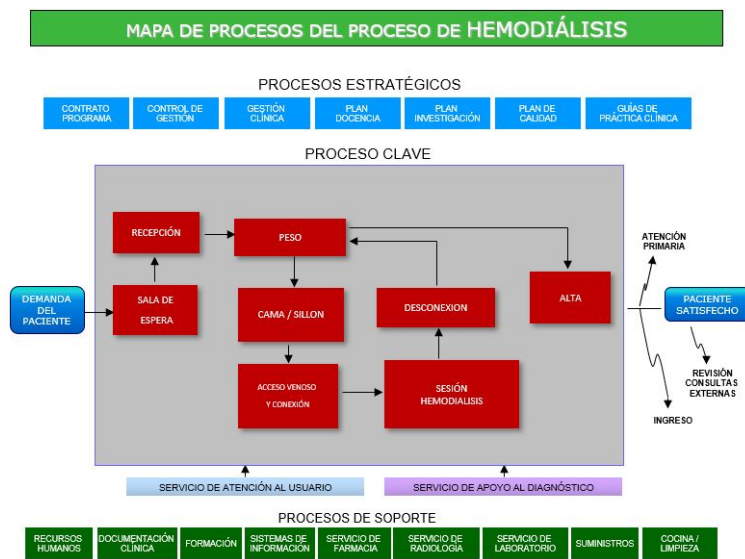 MAPA DE PROCESOS DEL PROCESO DE HEMODIÁLISIS
PROCESOS ESTRATÉGICOS
CONTRATO
PROGRAMA
CONTROL DE
GESTIÓN
GESTIÓN
CLÍNICA
PLAN
DOCENCIA
PLAN
INVESTIGACIÓN
PLAN DE
CALIDAD
GUÍAS DE
PRÁCTICA CLÍNICA
PROCESO CLAVE
RECEPCIÓN
PESO
ATENCIÓN
PRIMARIA
DEMANDA
DEL
PACIENTE
SALA DE
ESPERA
CAMA / SILLON
DESCONEXION
ALTA
PACIENTE
SATISFECHO
ACCESO VENOSO
Y CONEXIÓN
SESIÓN
HEMODIALISIS
REVISIÓN
CONSULTAS
EXTERNAS
INGRESO
SERVICIO DE ATENCIÓN AL USUARIO
SERVICIO DE APOYO AL DIAGNÓSTICO
PROCESOS DE SOPORTE
RECURSOS
HUMANOS
DOCUMENTACIÓN
CLÍNICA
FORMACIÓN
SISTEMAS DE
INFORMACIÓN
SERVICIO DE
FARMACIA
SERVICIO DE
RADIOLOGÍA
SERVICIO DE
LABORATORIO
SUMINISTROS
COCINA /
LIMPIEZA